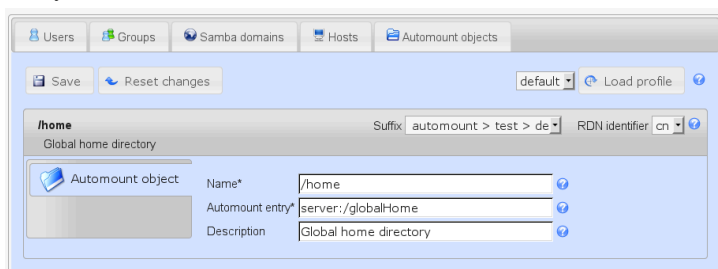 Users Groups Samba domains Hosts Automount objects
Save Reset changes default Load profile
/home Suffix automount > test > de RDN identifier cn
Global home directory
Automount object
Name* /home
Automount entry* server:/globalHome
Description Global home directory